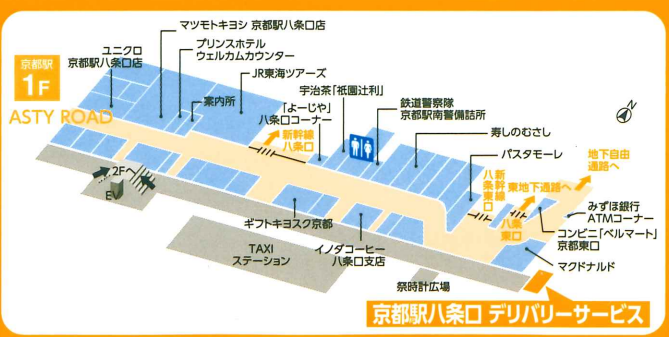 マツモトキヨシ 京都駅八条口店
プリンスホテル
ウェルカムカウンター
ユニクロ
京都駅八条口店
JR東海ツアーズ
京都駅
1F
ASTY ROAD
案内所
宇治茶「祇園辻利」
「よーじや」
八条口コーナー
鉄道警察隊
京都駅南警備詰所
新幹線
八条口
寿しのむさし
パスタモーレ
地下自由
通路へ
新幹線
八条東口
東地下通路へ
2Fへ
EV
みずほ銀行
ATMコーナー
八条
東口
コンビニ「ベルマート」
京都東口
ギフトキヨスク京都
TAXI
ステーション
イノダコーヒー
八条口支店
マクドナルド
祭時計広場
京都駅八条口 デリバリーサービス
N